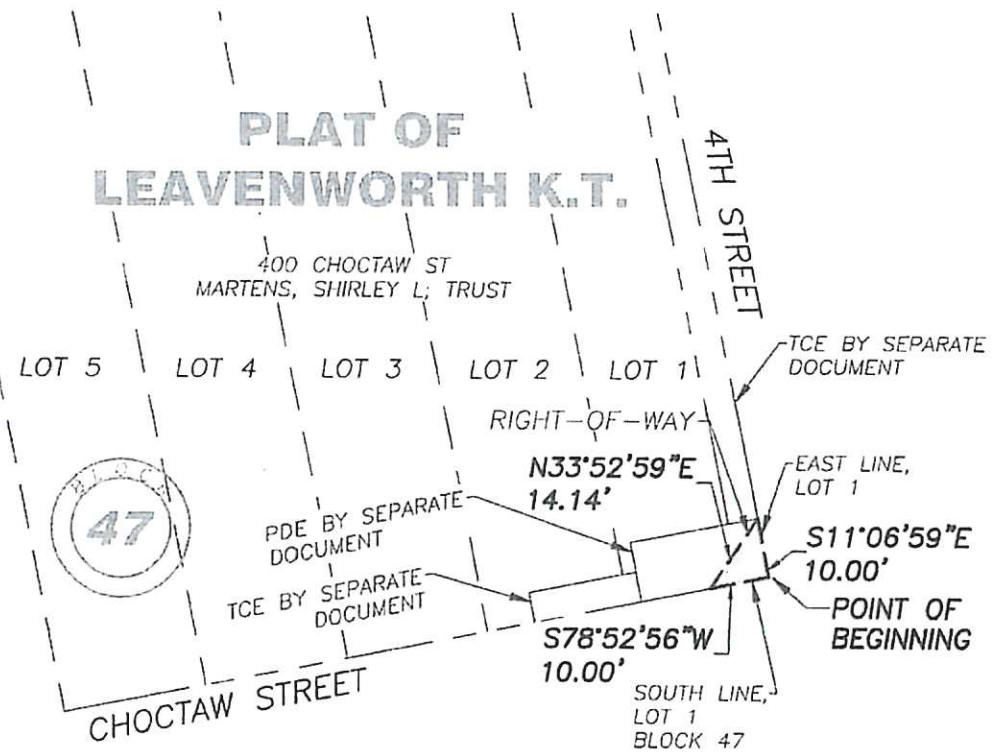 PLAT OF
LEAVENWORTH K.T.
4TH STREET
400 CHOCTAW ST
MARTENS, SHIRLEY L; TRUST
TCE BY SEPARATE
DOCUMENT
LOT 5
LOT 4
LOT 3
LOT 2
LOT 1
RIGHT-OF-WAY
N33°52'59"E
14.14'
EAST LINE,
LOT 1
BLOCK
47
PDE BY SEPARATE
DOCUMENT
S11°06'59"E
10.00'
TCE BY SEPARATE
DOCUMENT
POINT OF
BEGINNING
S78°52'56"W
10.00'
CHOCTAW STREET
SOUTH LINE,
LOT 1
BLOCK 47